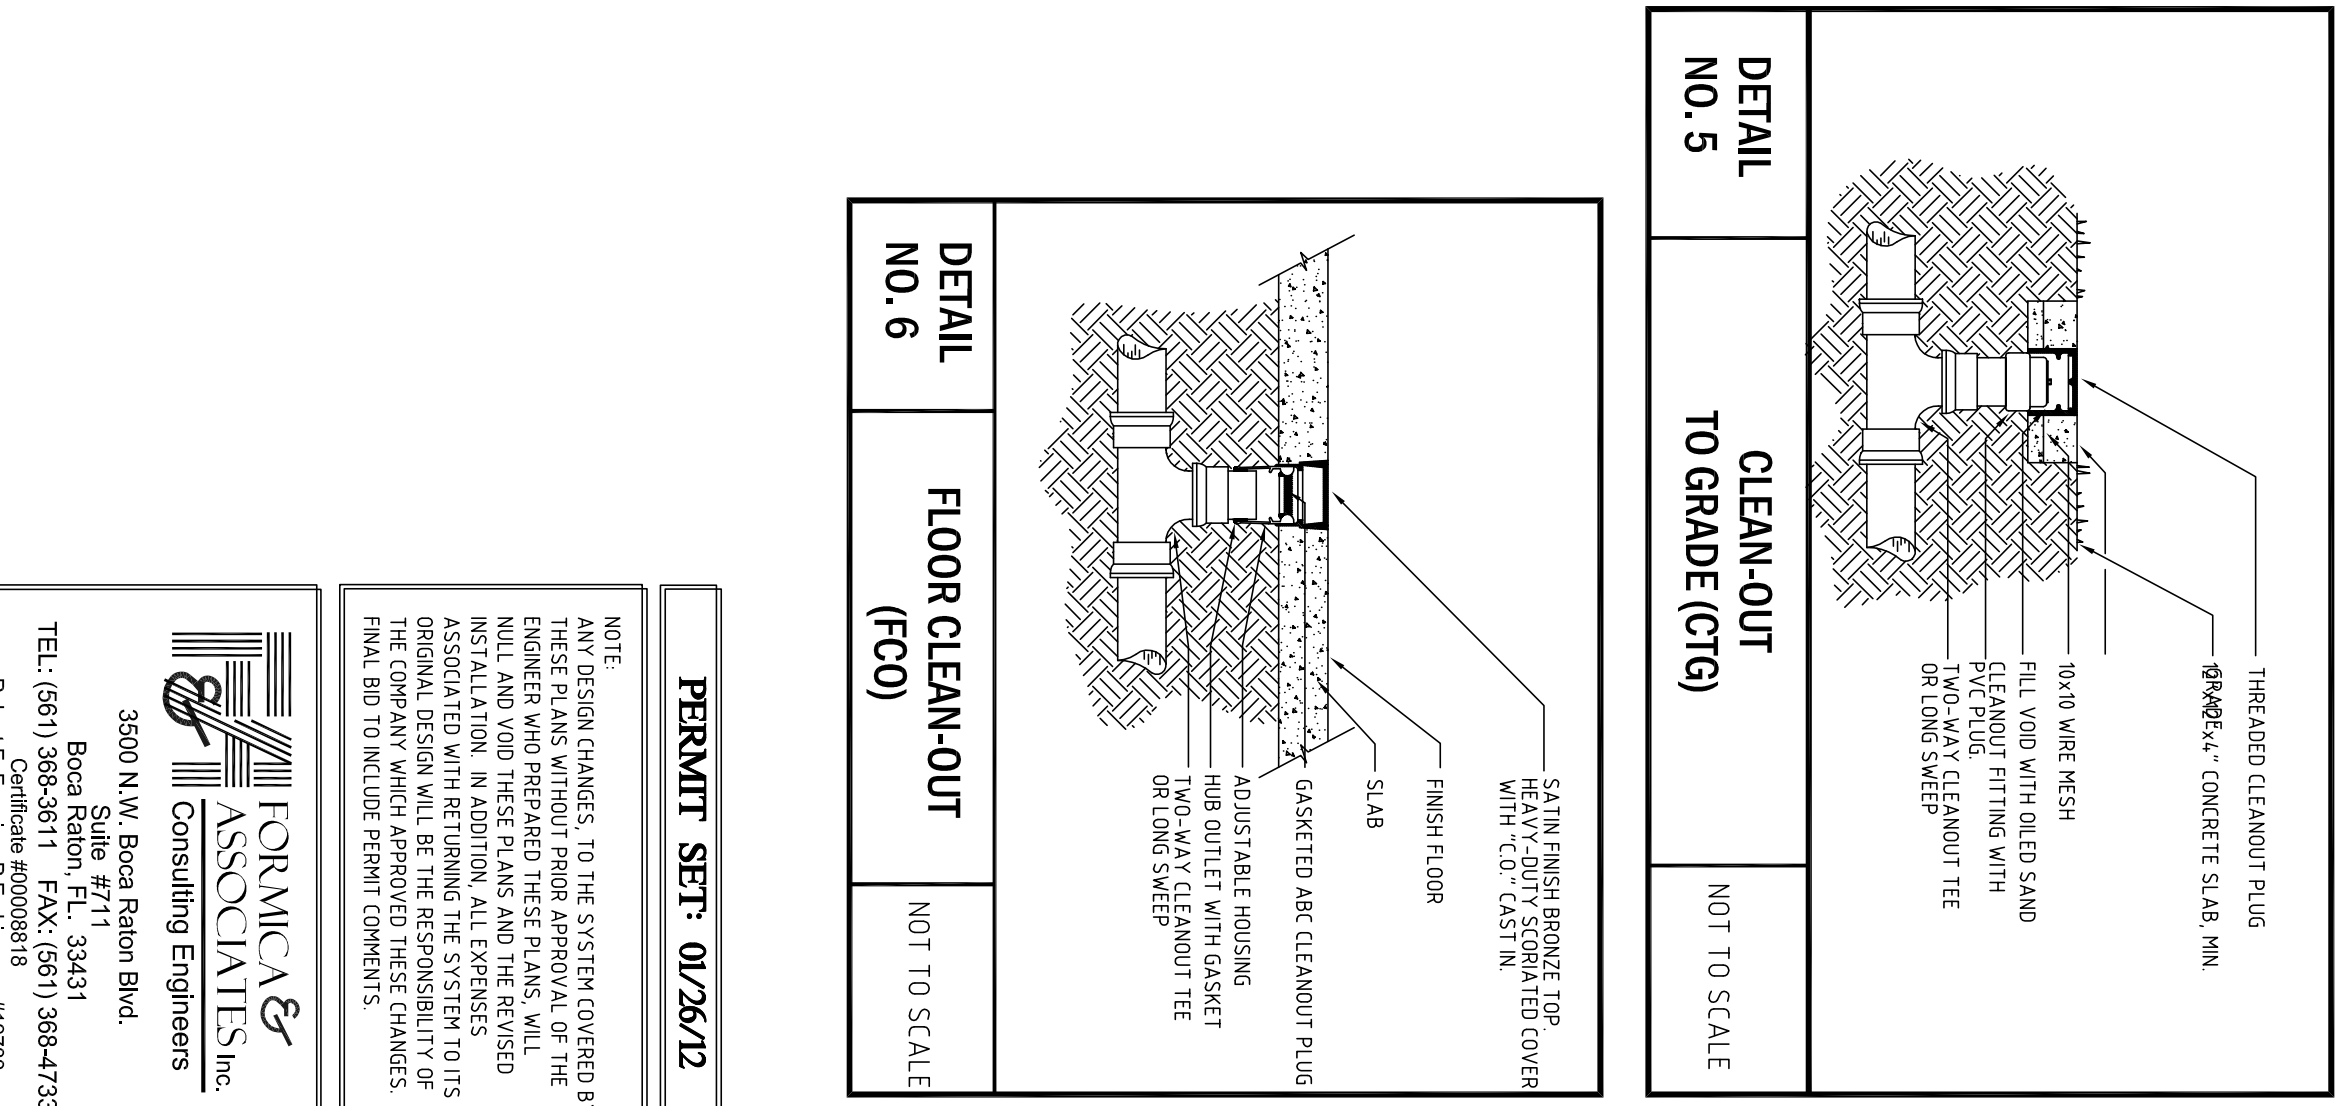 THREADED CLEANOUT PLUG
GRADE
12"x12"x4" CONCRETE SLAB, MIN.
10x10 WIRE MESH
FILL VOID WITH OILED SAND
CLEANOUT FITTING WITH
PVC PLUG.
TWO-WAY CLEANOUT TEE
OR LONG SWEEP
DETAIL
NO. 5
CLEAN-OUT
TO GRADE (CTG)
NOT TO SCALE
SATIN FINISH BRONZE TOP.
HEAVY-DUTY SCORIATED COVER
WITH "C.O." CAST IN.
FINISH FLOOR
SLAB
GASKETED ABC CLEANOUT PLUG
ADJUSTABLE HOUSING
HUB OUTLET WITH GASKET
TWO-WAY CLEANOUT TEE
OR LONG SWEEP
DETAIL
NO. 6
FLOOR CLEAN-OUT
(FCO)
NOT TO SCALE
PERMIT SET: 01/26/12
NOTE:
ANY DESIGN CHANGES, TO THE SYSTEM COVERED
THESE PLANS WITHOUT PRIOR APPROVAL OF THE
ENGINEER WHO PREPARED THESE PLANS, WILL
NULL AND VOID THESE PLANS AND THE REVISED
INSTALLATION. IN ADDITION, ALL EXPENSES
ASSOCIATED WITH RETURNING THE SYSTEM TO ITS
ORIGINAL DESIGN WILL BE THE RESPONSIBILITY OF
THE COMPANY WHICH APPROVED THESE CHANGES.
FINAL BID TO INCLUDE PERMIT COMMENTS.
FORMICA &
ASSOCIATES Inc.
Consulting Engineers
3500 N.W. Boca Raton Blvd.
Suite #711
Boca Raton, FL. 33431
TEL: (561) 368-3611 FAX: (561) 368-4733
Certificate #00008818